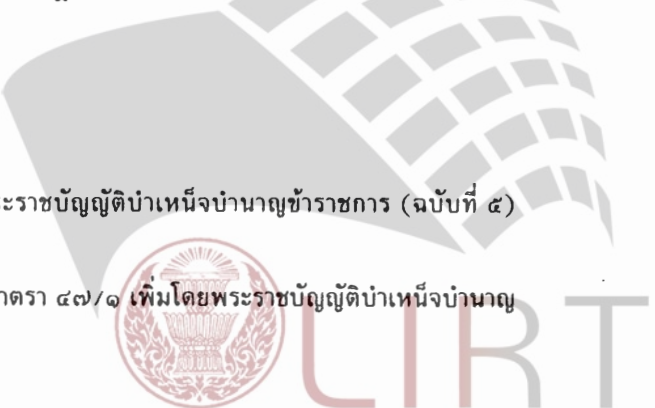 ะราชบัญญัติบำเหน็จบำนาญข้าราชการ (ฉบับที่ ๕)
าตรา ๔๗/๑ เพิ่มโดยพระราชบัญญัติบำเหน็จบำนาญ
LIRT